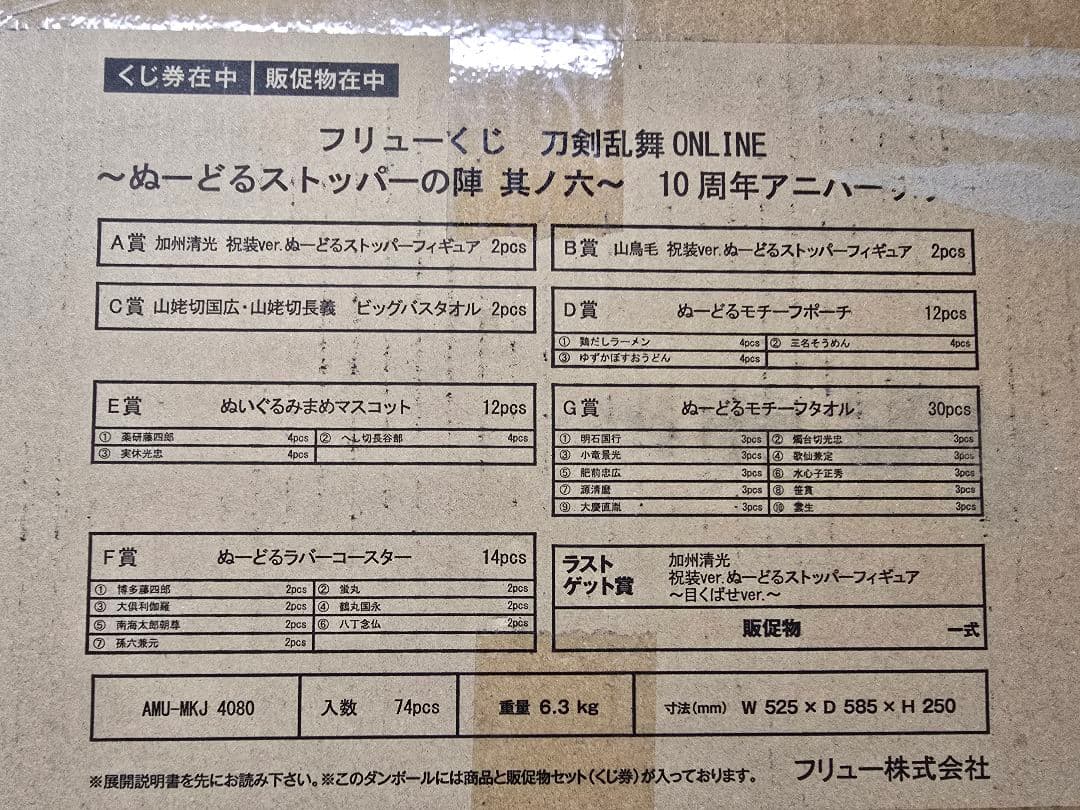 くじ券在中 販促物在中
フリューくじ 刀剣乱舞ONLINE
～ぬーどるストッパーの陣 其ノ六～ 10周年アニバーサリー
A賞 加州清光 祝装ver.ぬーどるストッパーフィギュア 2pcs
B賞 山鳥毛 祝装ver.ぬーどるストッパーフィギュア 2pcs
C賞 山姥切国広・山姥切長義 ビッグバスタオル 2pcs
D賞 ぬーどるモチーフポーチ 12pcs
① 鶏だしラーメン 4pcs ② 三名そうめん 4pcs
③ ゆずかぼすおうどん 4pcs
E賞 ぬいぐるみまめマスコット 12pcs
① 薬研藤四郎 4pcs ② へし切長谷部 4pcs
③ 実休光忠 4pcs
G賞 ぬーどるモチーフタオル 30pcs
① 明石国行 3pcs ② 燭台切光忠 3pcs
③ 小竜景光 3pcs ④ 歌仙兼定 3pcs
⑤ 肥前忠広 3pcs ⑥ 水心子正秀 3pcs
⑦ 源清麿 3pcs ⑧ 笹貫 3pcs
⑨ 大慶直胤 3pcs ⑩ 雲生 3pcs
F賞 ぬーどるラバーコースター 14pcs
① 博多藤四郎 2pcs ② 蛍丸 2pcs
③ 大倶利伽羅 2pcs ④ 鶴丸国永 2pcs
⑤ 南海太郎朝尊 2pcs ⑥ 八丁念仏 2pcs
⑦ 孫六兼元 2pcs
ラスト
ゲット賞
加州清光
祝装ver.ぬーどるストッパーフィギュア
～目くばせver.～
販促物 一式
AMU-MKJ 4080 入数 74pcs 重量 6.3 kg 寸法(mm) W 525 × D 585 × H 250
※展開説明書を先にお読み下さい。※このダンボールには商品と販促物セット(くじ券)が入っております。 フリュー株式会社